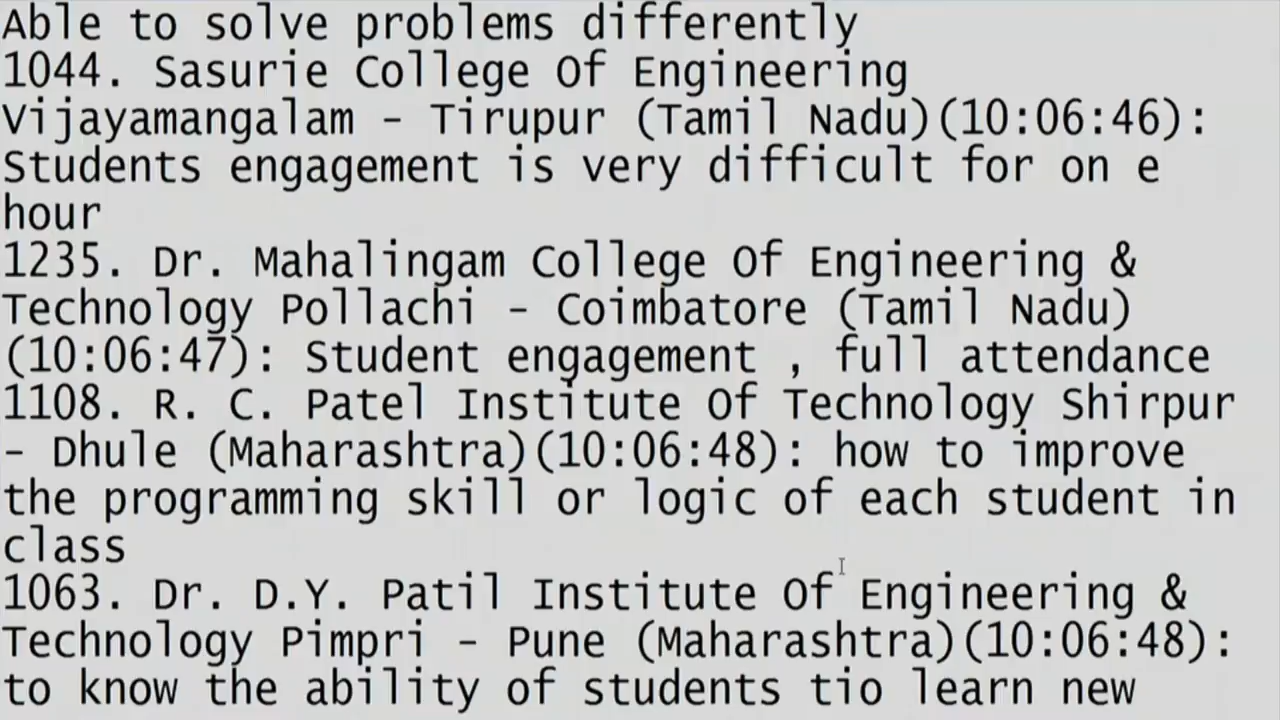 Able to solve problems differently
1044. Sasurie College Of Engineering
Vijayamangalam - Tirupur (Tamil Nadu)(10:06:46):
Students engagement is very difficult for on e
hour
1235. Dr. Mahalingam College Of Engineering &
Technology Pollachi - Coimbatore (Tamil Nadu)
(10:06:47): Student engagement , full attendance
1108. R. C. Patel Institute Of Technology Shirpur
- Dhule (Maharashtra)(10:06:48): how to improve
the programming skill or logic of each student in
class
1063. Dr. D.Y. Patil Institute Of Engineering &
Technology Pimpri - Pune (Maharashtra)(10:06:48):
to know the ability of students tio learn new